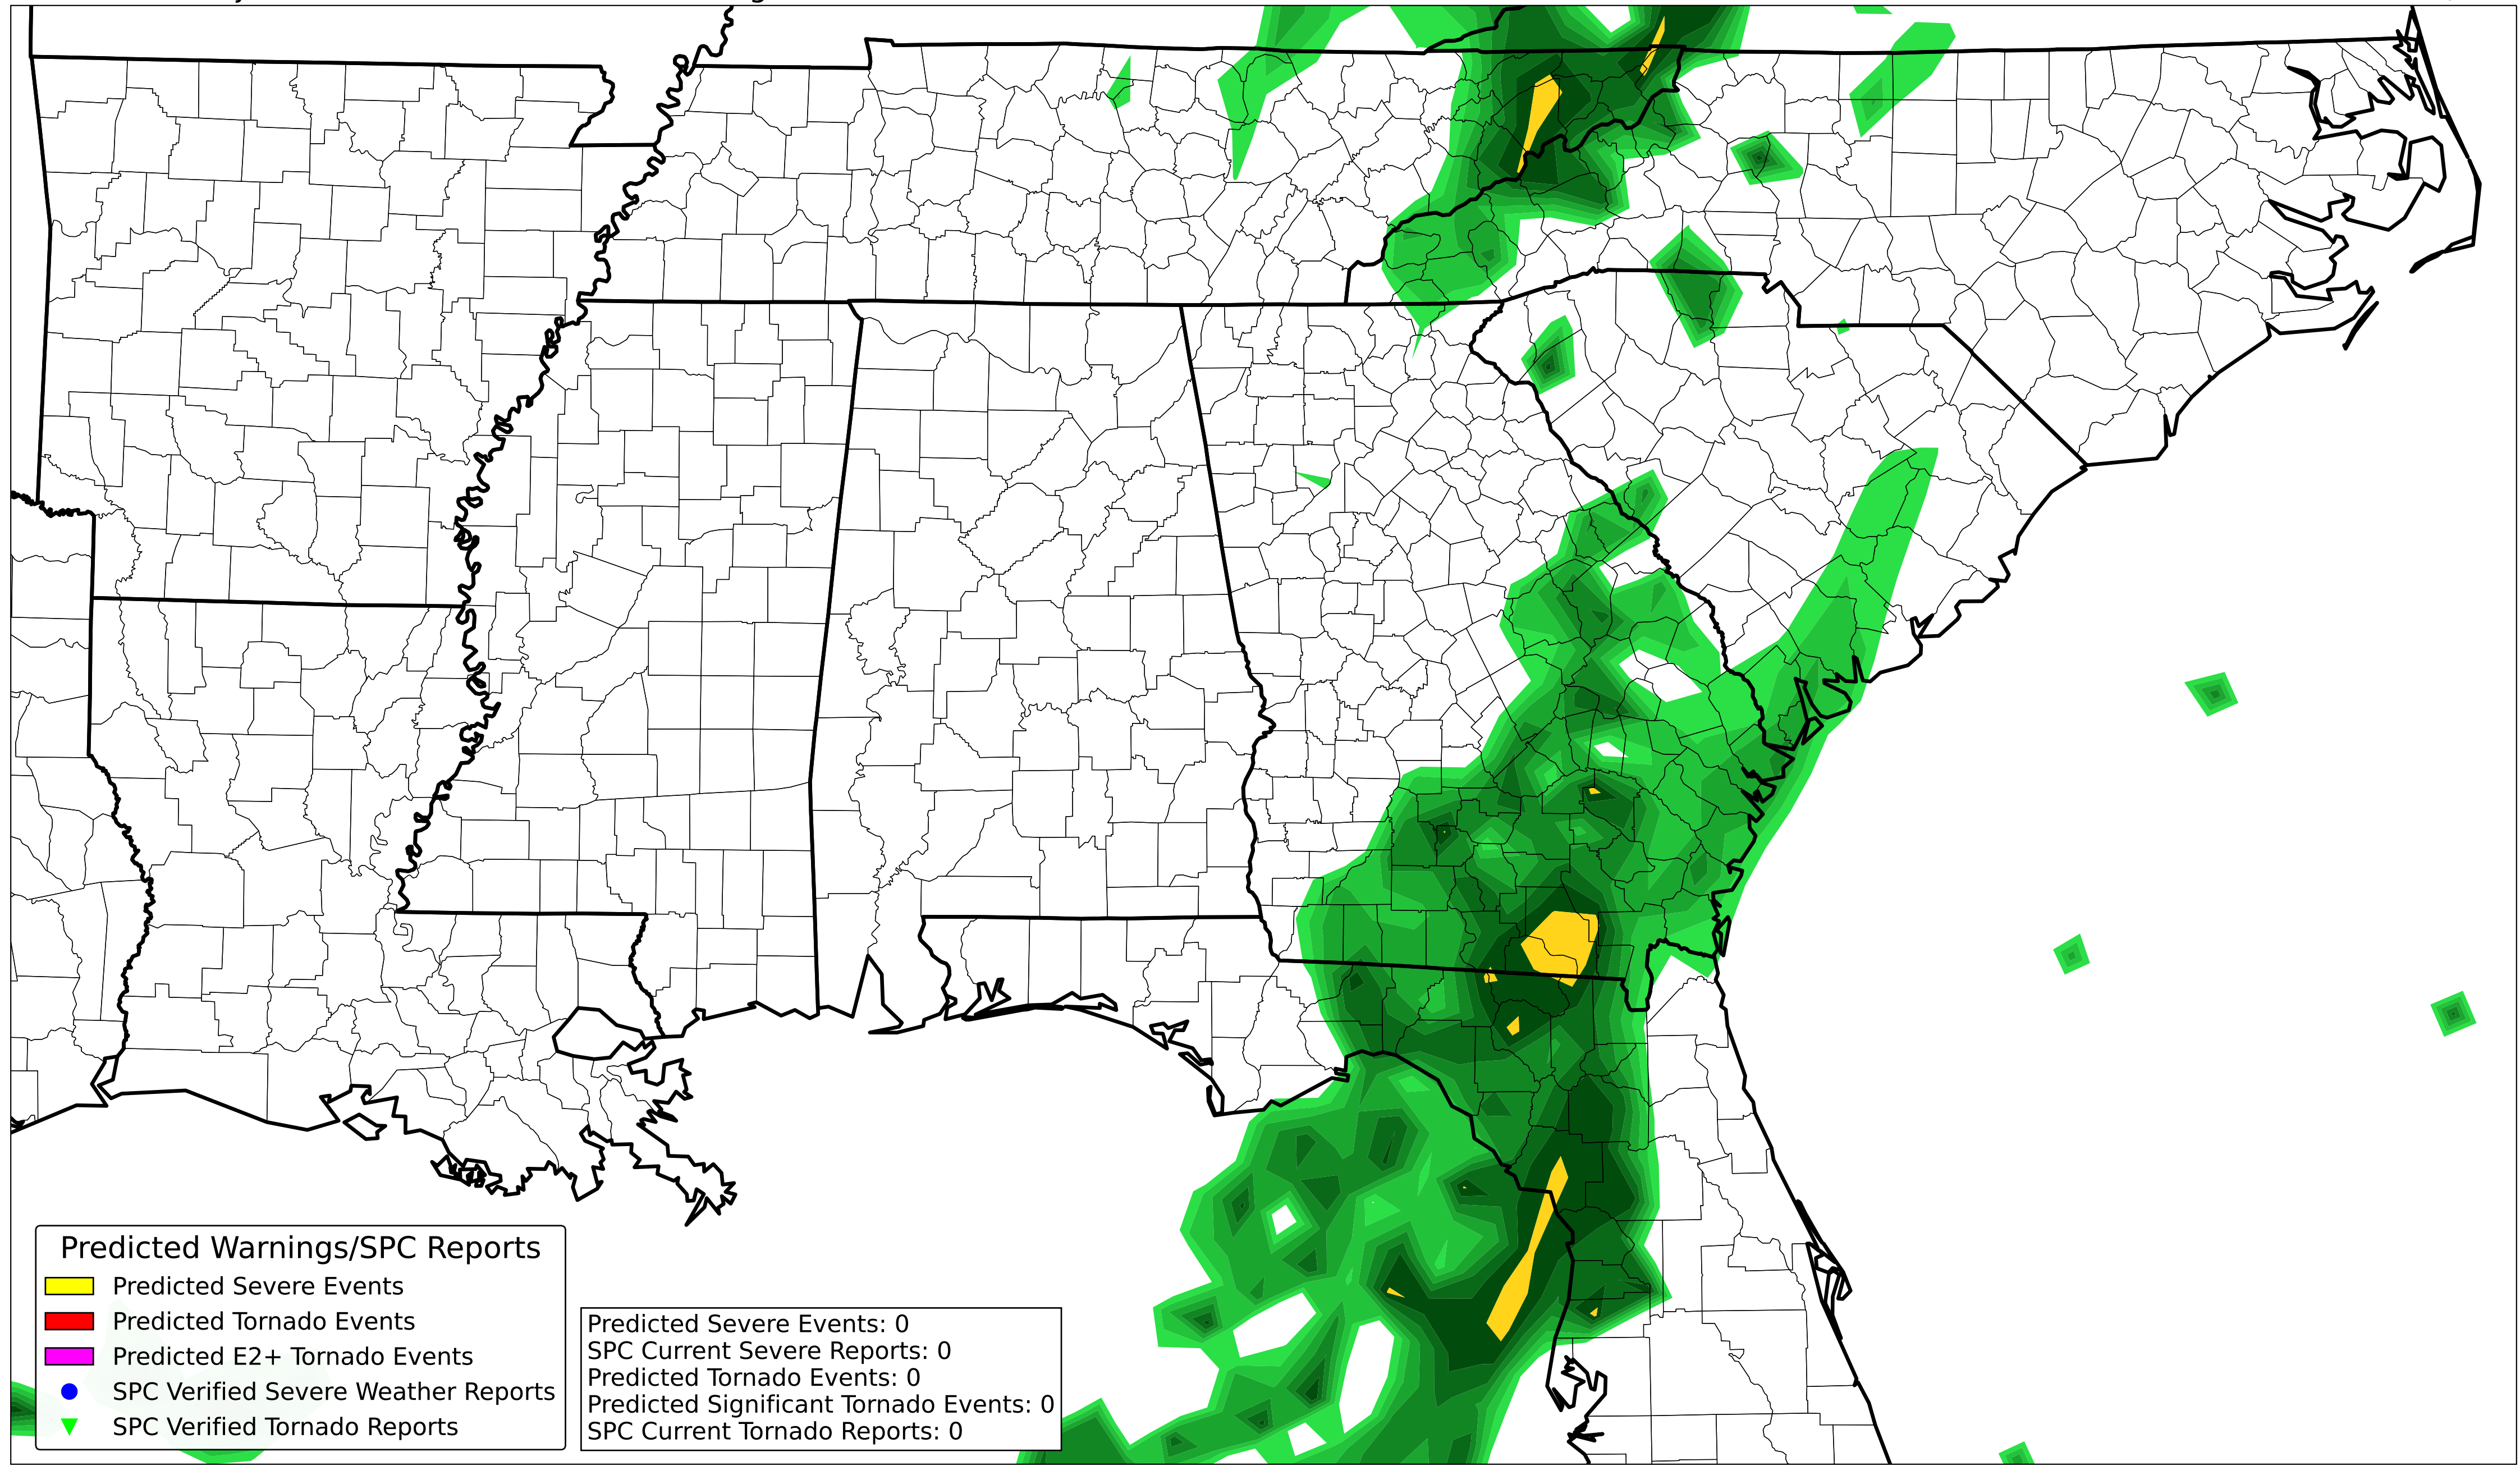 Predicted Warnings/SPC Reports
Predicted Severe Events
Predicted Tornado Events
Predicted E2+ Tornado Events
SPC Verified Severe Weather Reports
SPC Verified Tornado Reports
Predicted Severe Events: 0
SPC Current Severe Reports: 0
Predicted Tornado Events: 0
Predicted Significant Tornado Events: 0
SPC Current Tornado Reports: 0